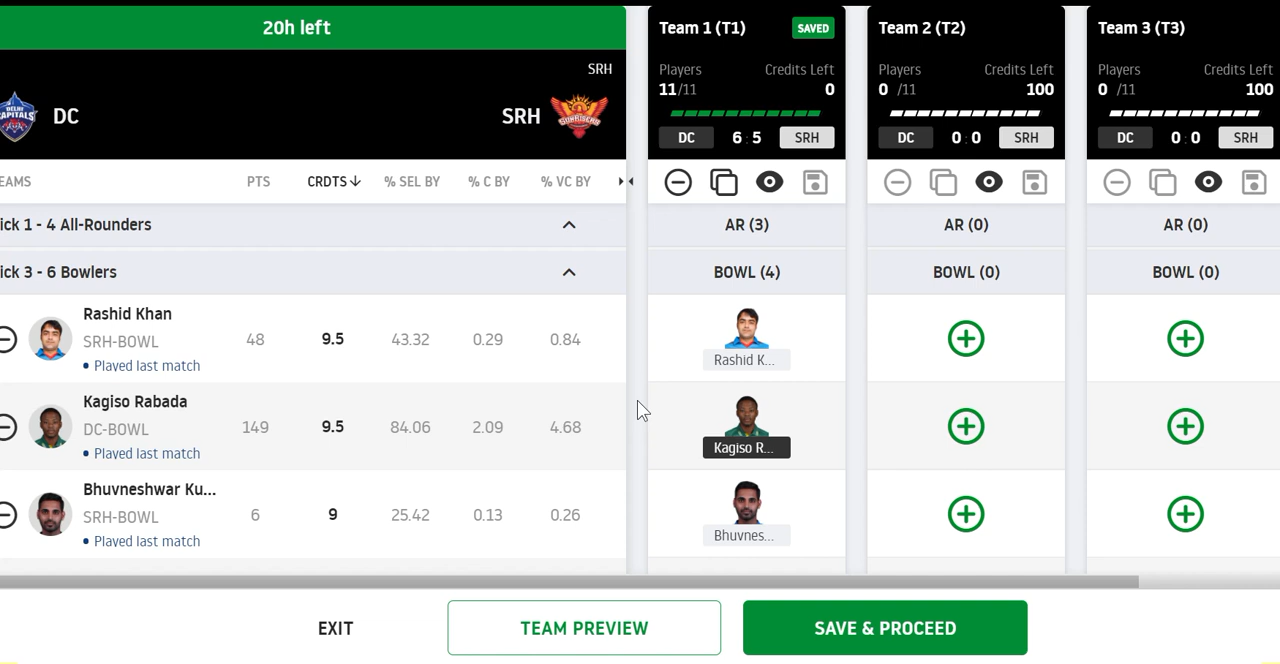 20h left
SRH
DELHI
CAPITALS
DC
SRH
SUNRISERS
EAMS
PTS
CRDTS
% SEL BY
% C BY
% VC BY
ick 1 - 4 All-Rounders
ick 3 - 6 Bowlers
Rashid Khan
SRH-BOWL
Played last match
48
9.5
43.32
0.29
0.84
Kagiso Rabada
DC-BOWL
Played last match
149
9.5
84.06
2.09
4.68
Bhuvneshwar Ku...
SRH-BOWL
Played last match
6
9
25.42
0.13
0.26
Team 1 (T1)
SAVED
Players
Credits Left
11/11
0
DC
6 : 5
SRH
AR (3)
BOWL (4)
Rashid K...
Kagiso R...
Bhuvnes...
Team 2 (T2)
Players
Credits Left
0 /11
100
DC
0 : 0
SRH
AR (0)
BOWL (0)
Team 3 (T3)
Players
Credits Left
0 /11
100
DC
0 : 0
SRH
AR (0)
BOWL (0)
EXIT
TEAM PREVIEW
SAVE & PROCEED